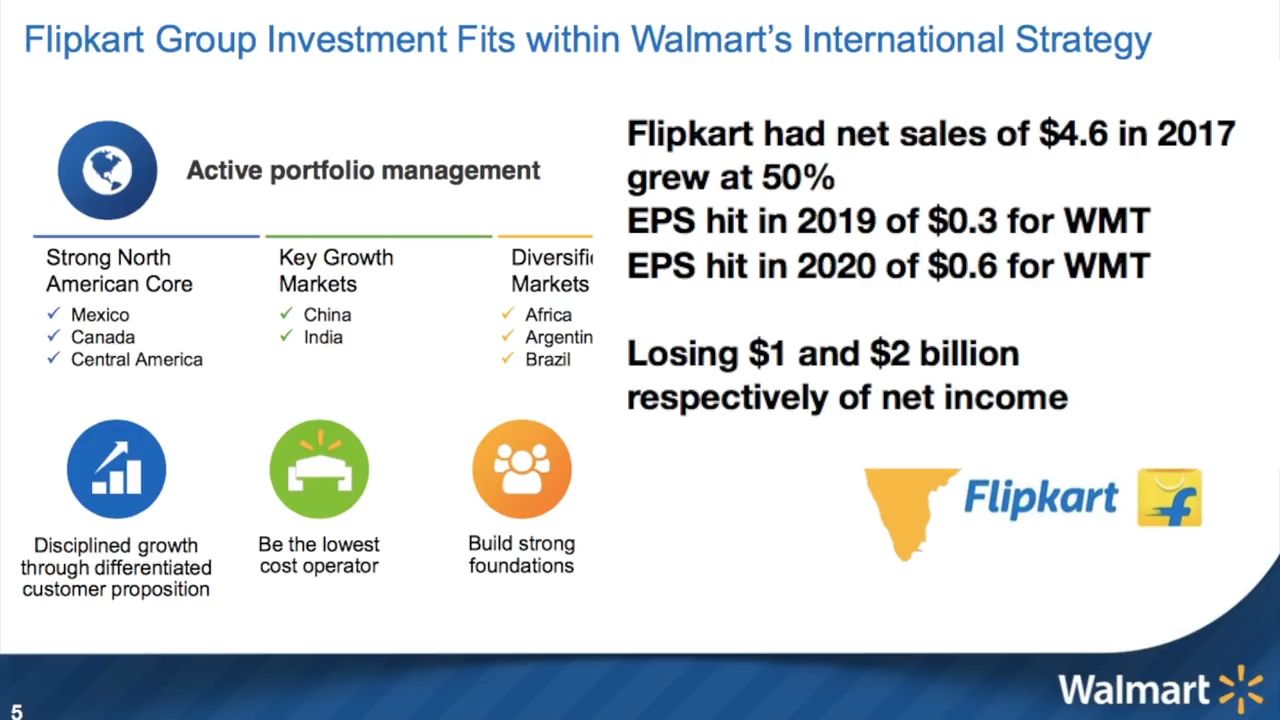 Flipkart Group Investment Fits within Walmart's International Strategy
Active portfolio management
Strong North
American Core
✓ Mexico
✓ Canada
✓ Central America
Key Growth
Markets
✓ China
✓ India
Diversifi
Markets
✓ Africa
✓ Argentin
✓ Brazil
Disciplined growth
through differentiated
customer proposition
Be the lowest
cost operator
Build strong
foundations
Flipkart had net sales of $4.6 in 2017
grew at 50%
EPS hit in 2019 of $0.3 for WMT
EPS hit in 2020 of $0.6 for WMT
Losing $1 and $2 billion
respectively of net income
Flipkart
f
Walmart
5